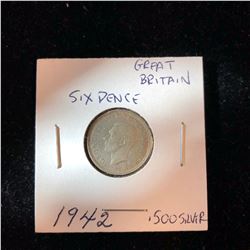 GREAT
BRITAIN
SIX PENCE
1942
.500 SILVER